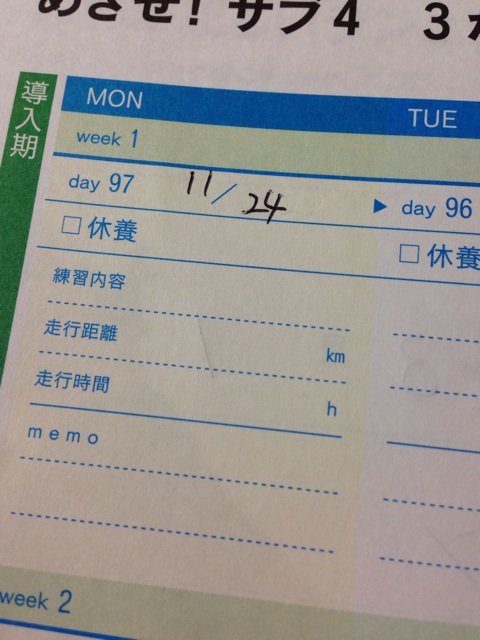 めざせ！サブ4 3
導入期
MON
TUE
week 1
day 97 11/24
▶ day 96
□ 休養
□ 休養
練習内容
走行距離 km
走行時間 h
memo
week 2